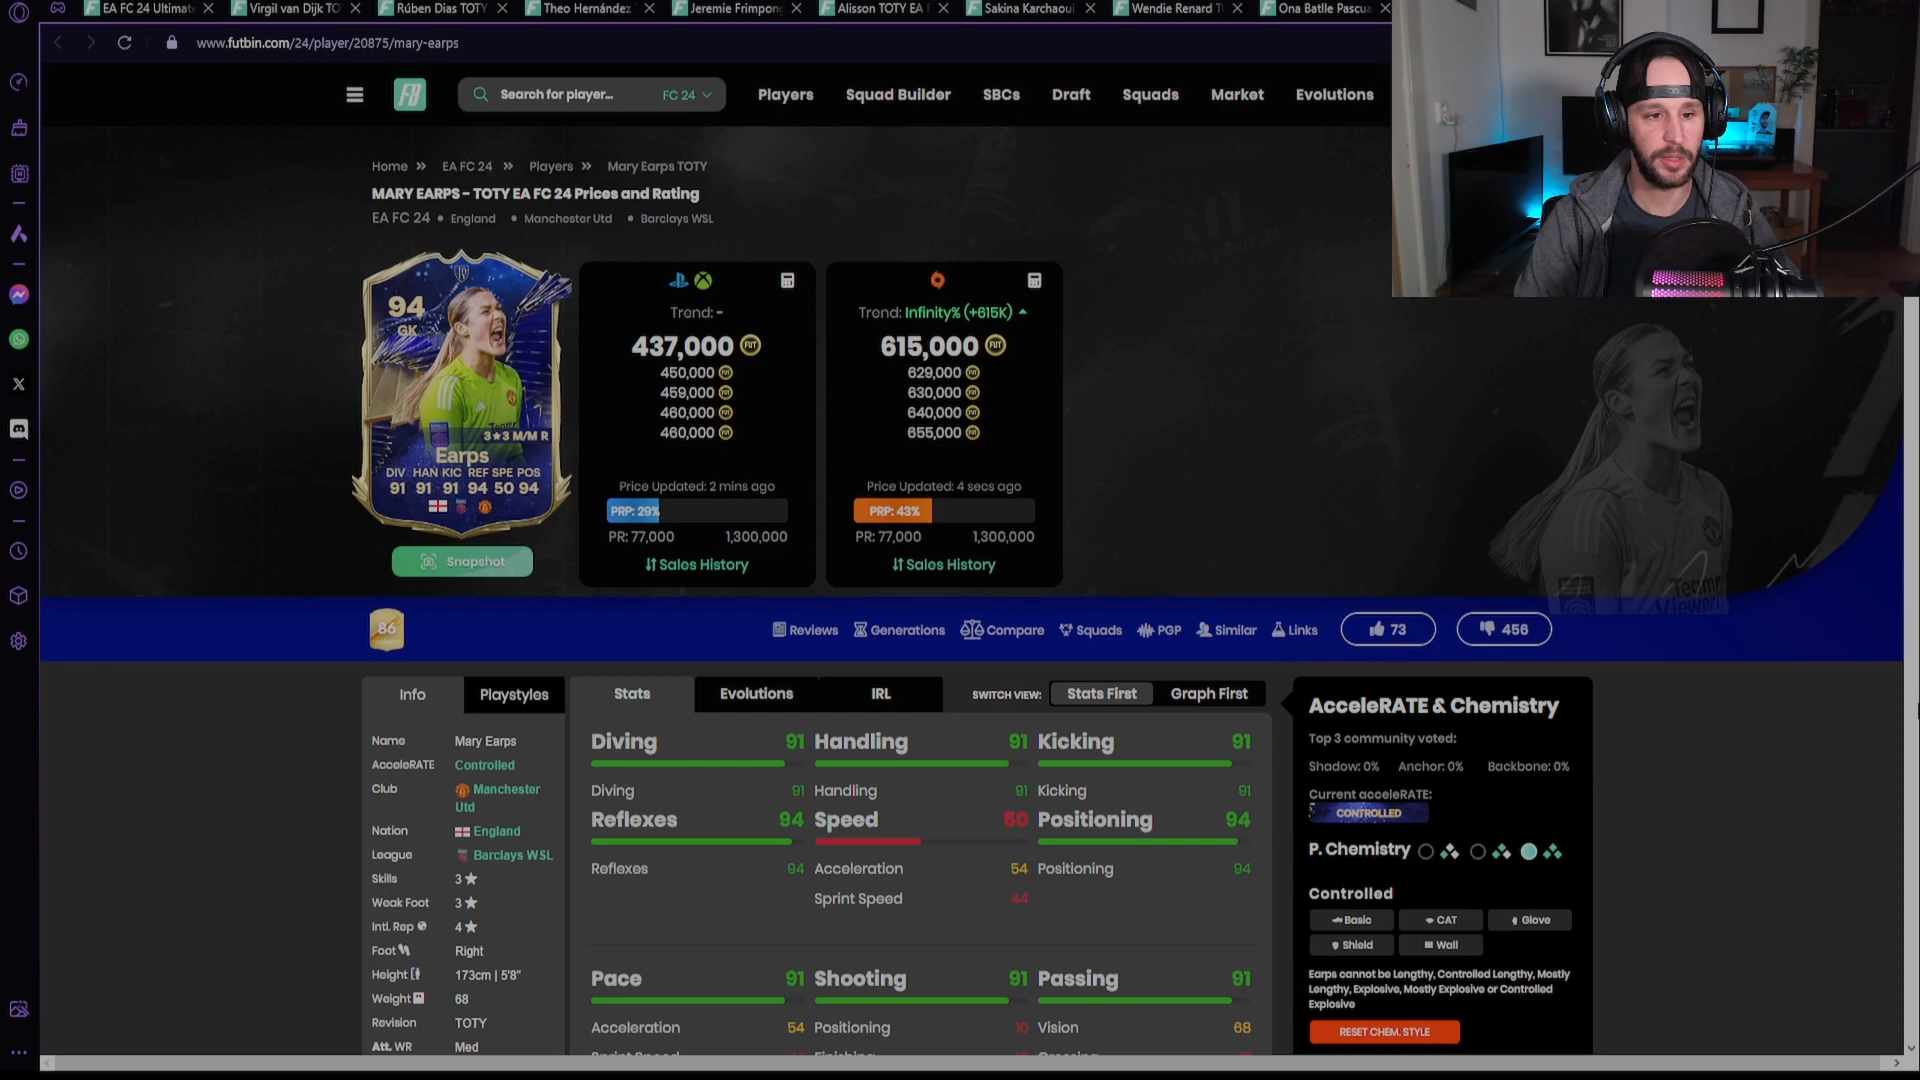 EA FC 24 Ultimat
Virgil van Dijk TO
Rúben Dias TOTY
Theo Hernández
Jeremie Frimpong
Alisson TOTY EA
Sakina Karchaoui
Wendie Renard T
Ona Batlle Pascua
www.futbin.com/24/player/20875/mary-earps
Search for player...
FC 24
Players
Squad Builder
SBCs
Draft
Squads
Market
Evolutions
Home » EA FC 24 » Players » Mary Earps TOTY
MARY EARPS - TOTY EA FC 24 Prices and Rating
EA FC 24 • England • Manchester Utd • Barclays WSL
94
GK
3★3 M/M R
Earps
DIV HAN KIC REF SPE POS
91 91 91 94 50 94
Snapshot
Trend: -
437,000
450,000
459,000
460,000
460,000
Price Updated: 2 mins ago
PRP: 29%
PR: 77,000 1,300,000
Sales History
Trend: Infinity% (+615K)
615,000
629,000
630,000
640,000
655,000
Price Updated: 4 secs ago
PRP: 43%
PR: 77,000 1,300,000
Sales History
86
Reviews
Generations
Compare
Squads
PGP
Similar
Links
73
456
Info
Playstyles
Name Mary Earps
AcceleRATE Controlled
Club Manchester
Utd
Nation England
League Barclays WSL
Skills 3★
Weak Foot 3★
Intl. Rep 4★
Foot Right
Height 173cm | 5'8"
Weight 68
Revision TOTY
Att. WR Med
Stats
Evolutions
IRL
SWITCH VIEW:
Stats First
Graph First
Diving 91 Handling 91 Kicking 91
Diving 91 Handling 91 Kicking 91
Reflexes 94 Speed 50 Positioning 94
Reflexes 94 Acceleration 54 Positioning 94
Sprint Speed 44
Pace 91 Shooting 91 Passing 91
Acceleration 54 Positioning 10 Vision 68
AcceleRATE & Chemistry
Top 3 community voted:
Shadow: 0% Anchor: 0% Backbone: 0%
Current acceleRATE:
CONTROLLED
P. Chemistry
Controlled
Basic
CAT
Glove
Shield
Wall
Earps cannot be Lengthy, Controlled Lengthy, Mostly
Lengthy, Explosive, Mostly Explosive or Controlled
Explosive
RESET CHEM. STYLE